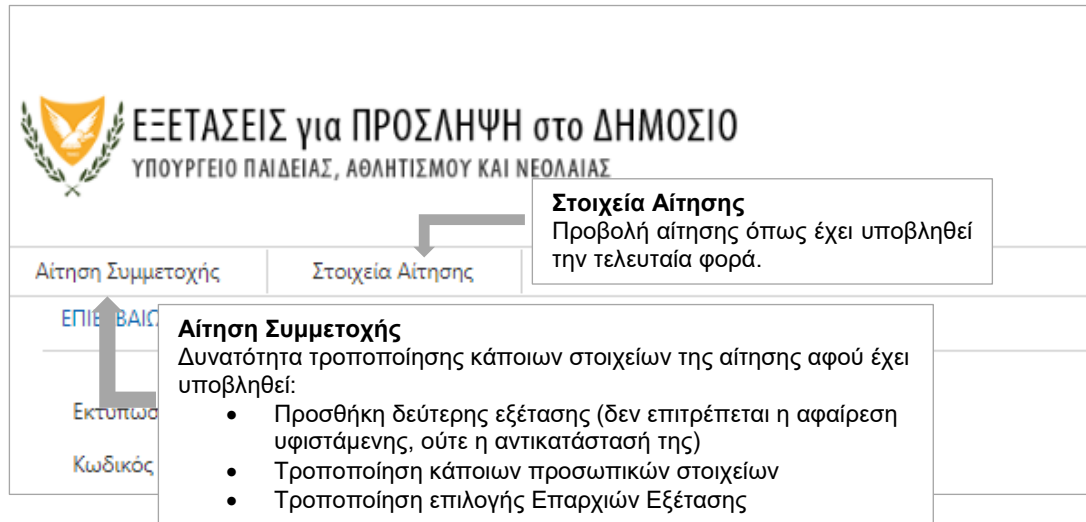 ΕΞΕΤΑΣΕΙΣ για ΠΡΟΣΛΗΨΗ στο ΔΗΜΟΣΙΟ
ΥΠΟΥΡΓΕΙΟ ΠΑΙΔΕΙΑΣ, ΑΘΛΗΤΙΣΜΟΥ ΚΑΙ ΝΕΟΛΑΙΑΣ
Στοιχεία Αίτησης
Προβολή αίτησης όπως έχει υποβληθεί
την τελευταία φορά.
Αίτηση Συμμετοχής
Στοιχεία Αίτησης
Αίτηση Συμμετοχής
Δυνατότητα τροποποίησης κάποιων στοιχείων της αίτησης αφού έχει
υποβληθεί:
• Προσθήκη δεύτερης εξέτασης (δεν επιτρέπεται η αφαίρεση
υφιστάμενης, ούτε η αντικατάστασή της)
• Τροποποίηση κάποιων προσωπικών στοιχείων
• Τροποποίηση επιλογής Επαρχιών Εξέτασης
Κωδικός